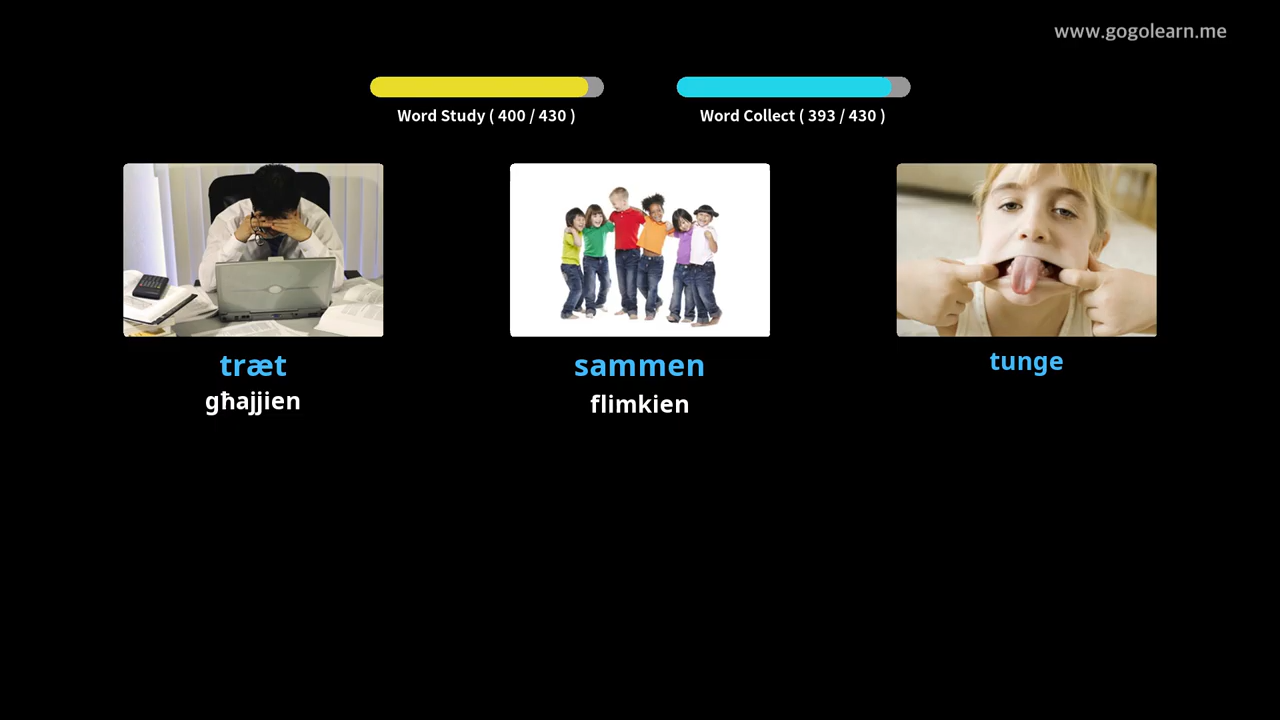 www.gogolearn.me
Word Study ( 400 / 430 )
Word Collect ( 393 / 430 )
træt
għajjien
sammen
flimkien
tunge